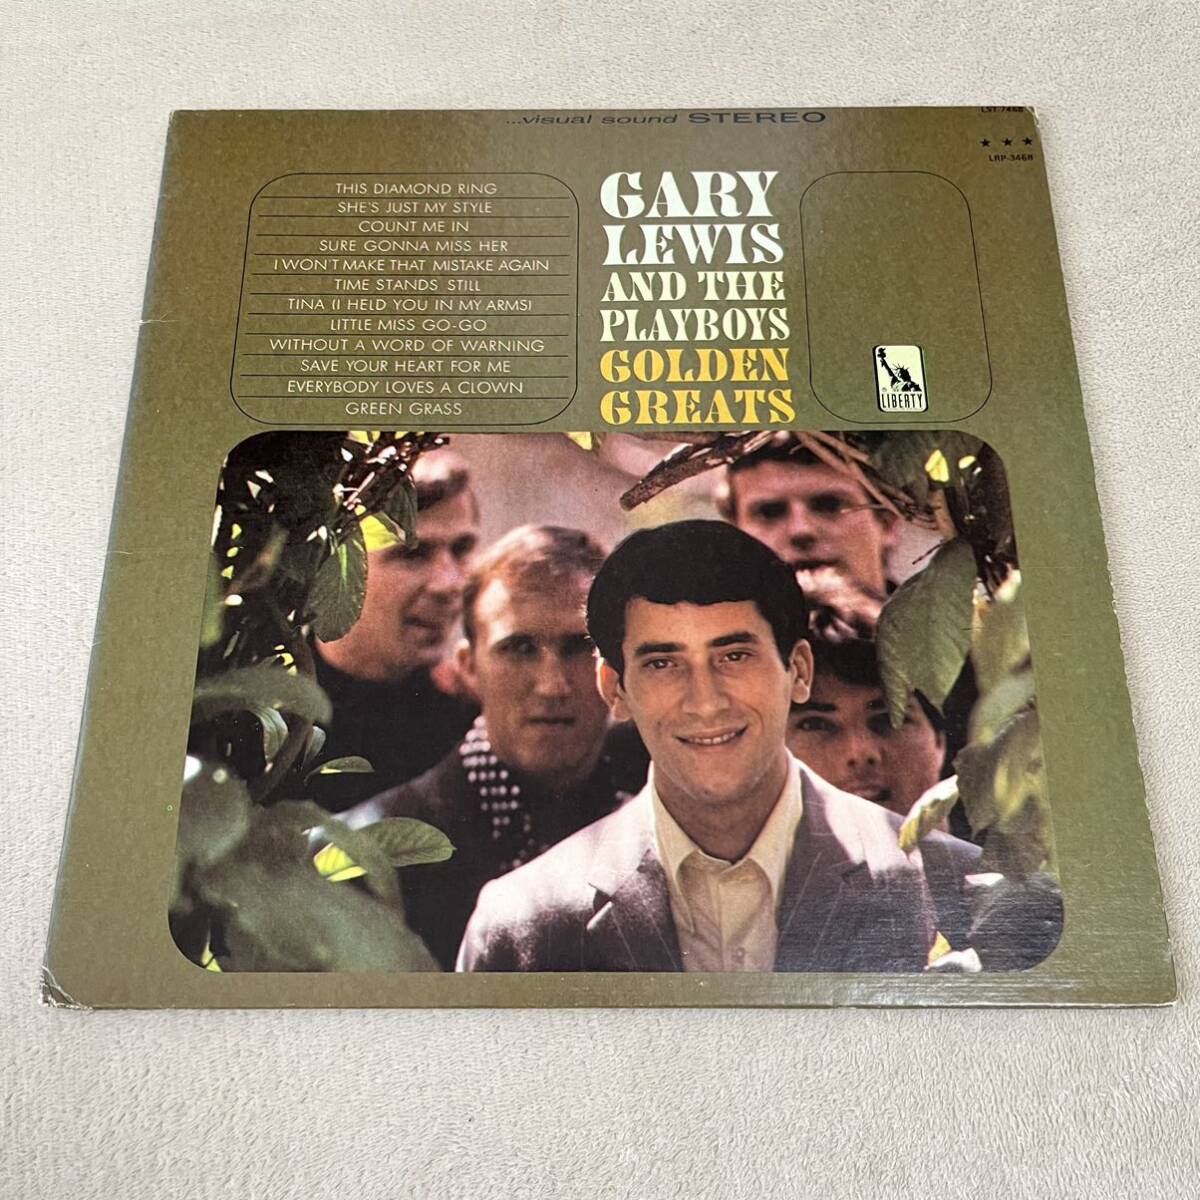 ...visual sound STEREO
LST-7468
★ ★ ★
LRP-3468
THIS DIAMOND RING
SHE'S JUST MY STYLE
COUNT ME IN
SURE GONNA MISS HER
I WON'T MAKE THAT MISTAKE AGAIN
TIME STANDS STILL
TINA (I HELD YOU IN MY ARMS)
LITTLE MISS GO-GO
WITHOUT A WORD OF WARNING
SAVE YOUR HEART FOR ME
EVERYBODY LOVES A CLOWN
GREEN GRASS
GARY
LEWIS
AND THE
PLAYBOYS
GOLDEN
GREATS
® LIBERTY